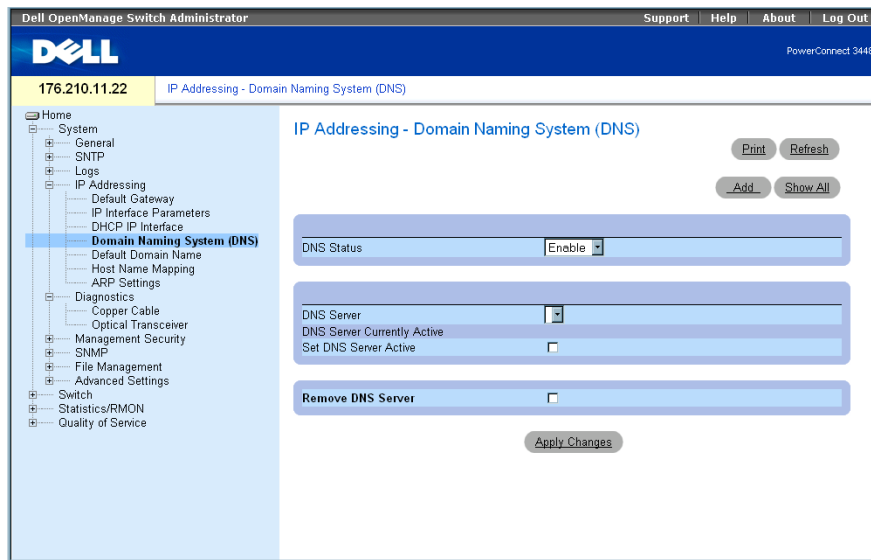 Dell OpenManage Switch Administrator
Support Help About Log Out
DELL
PowerConnect 3448
176.210.11.22
IP Addressing - Domain Naming System (DNS)
Home
System
General
SNTP
Logs
IP Addressing
Default Gateway
IP Interface Parameters
DHCP IP Interface
Domain Naming System (DNS)
Default Domain Name
Host Name Mapping
ARP Settings
Diagnostics
Copper Cable
Optical Transceiver
Management Security
SNMP
File Management
Advanced Settings
Switch
Statistics/RMON
Quality of Service
IP Addressing - Domain Naming System (DNS)
Print Refresh
Add Show All
DNS Status Enable
DNS Server
DNS Server Currently Active
Set DNS Server Active
Remove DNS Server
Apply Changes